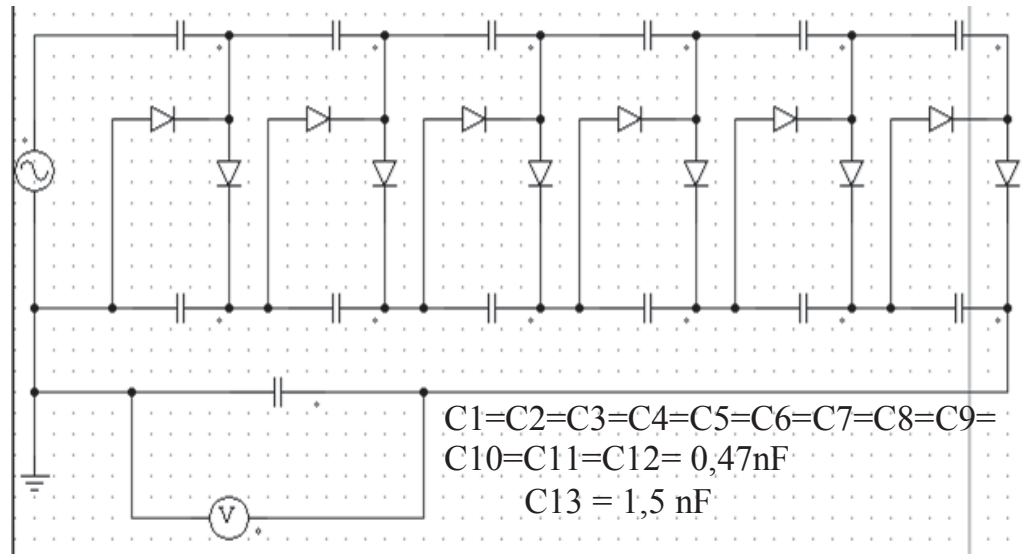 C1=C2=C3=C4=C5=C6=C7=C8=C9=
C10=C11=C12= 0,47nF
C13 = 1,5 nF
V